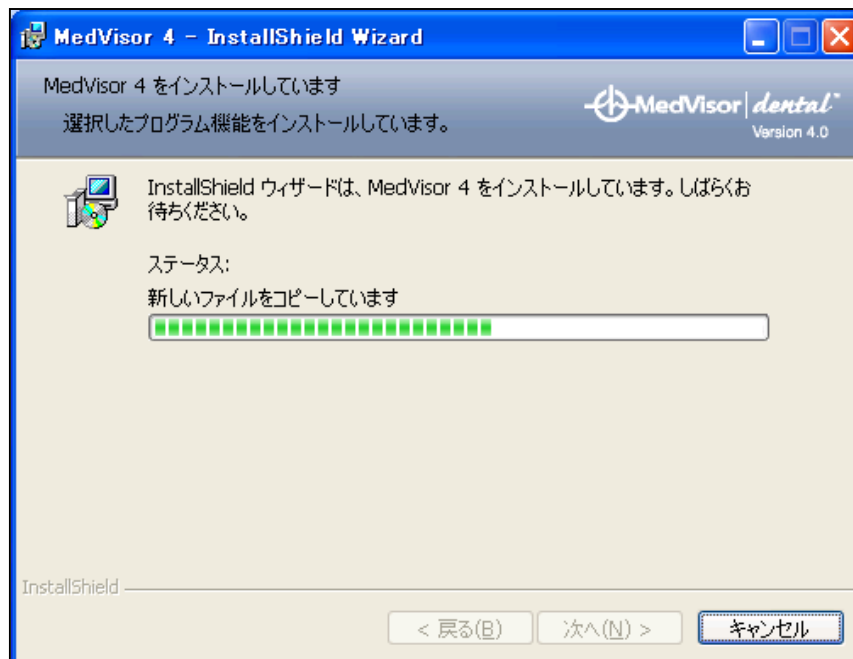 MedVisor 4 - InstallShield Wizard
MedVisor 4 をインストールしています
選択したプログラム機能をインストールしています。
MedVisor dental™
Version 4.0
InstallShield ウィザードは、MedVisor 4 をインストールしています。しばらくお
待ちください。
ステータス:
新しいファイルをコピーしています
InstallShield
< 戻る(B)
次へ(N) >
キャンセル